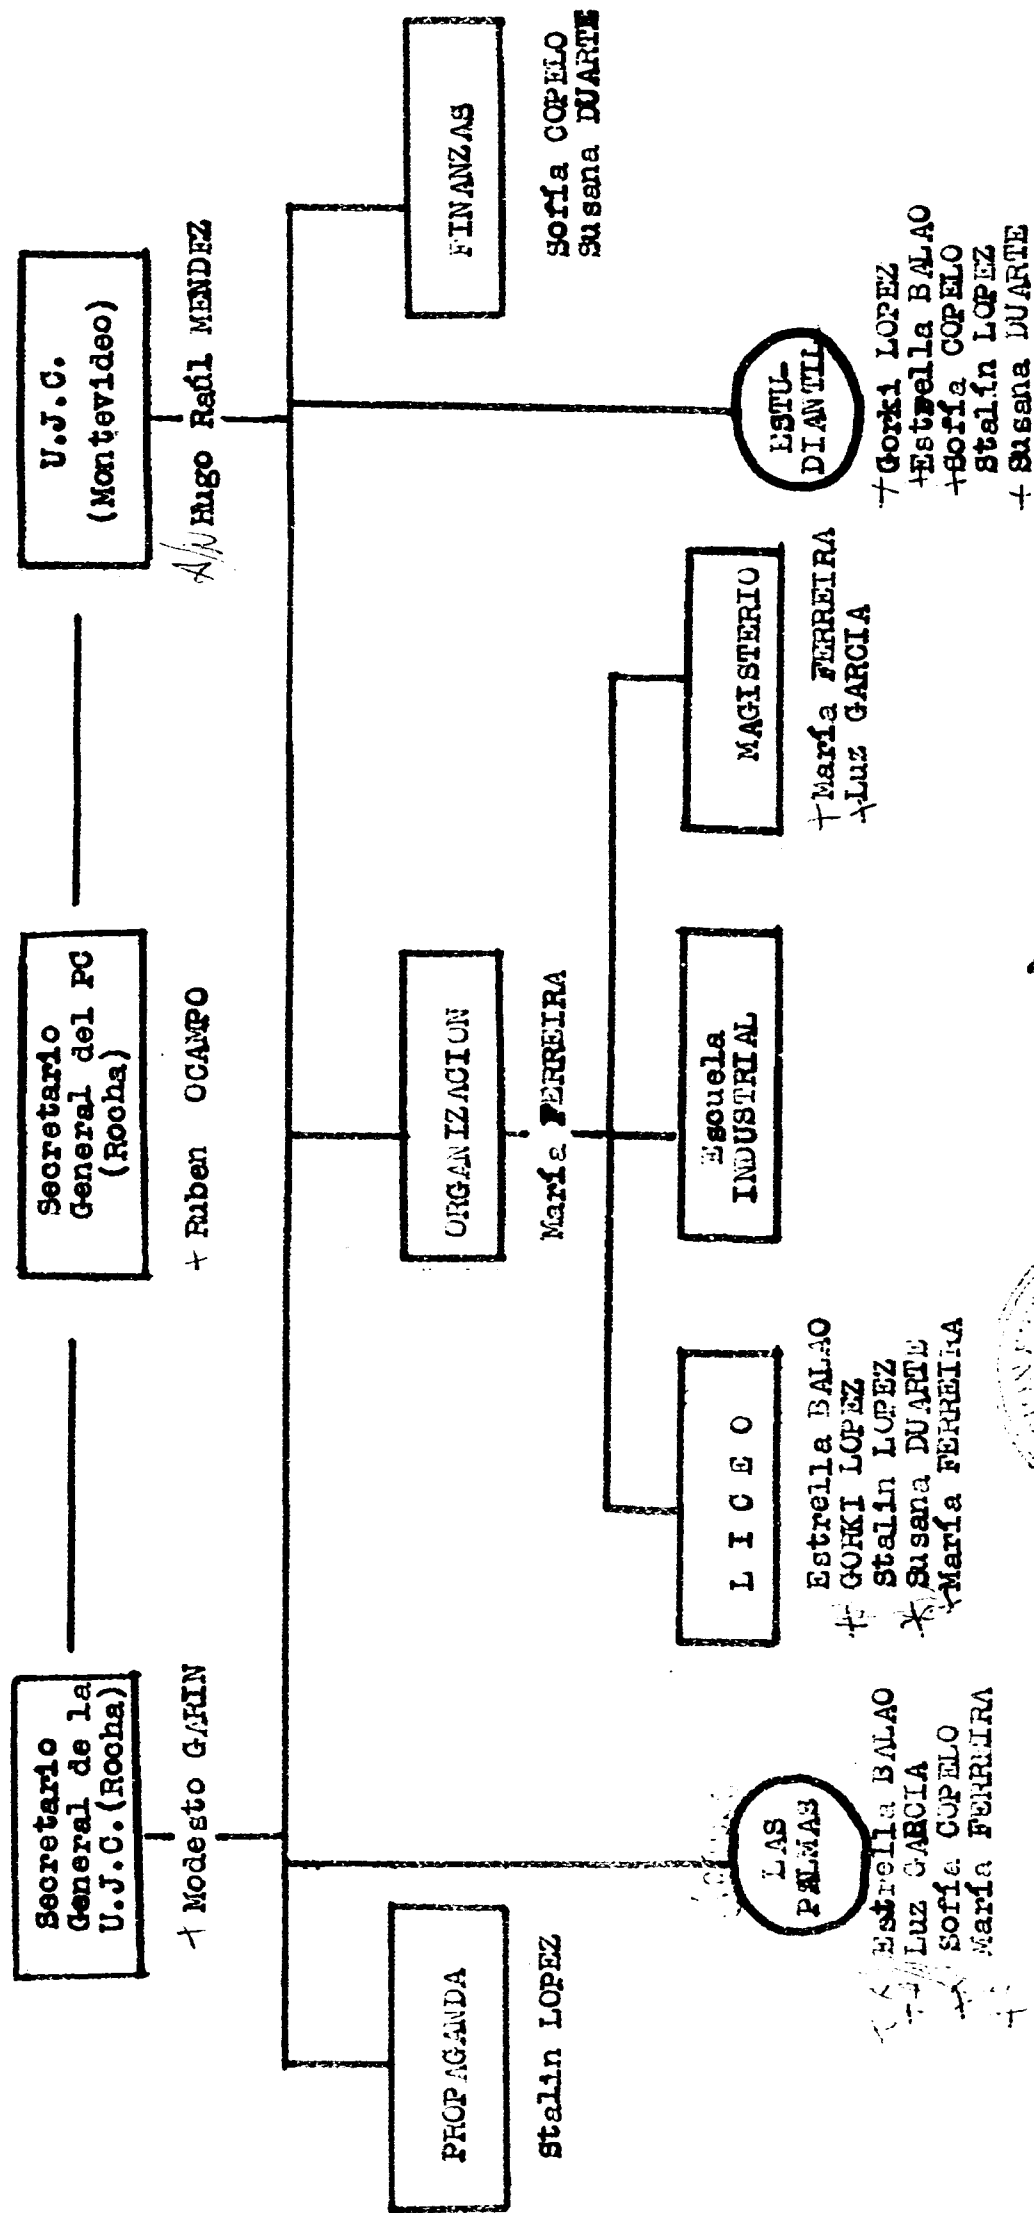 Secretario
General de la
U.J.C.(Rocha)
+ Modesto GARIN
Secretario
General del PC
(Rocha)
+ Ruben OCAMPO
U.J.C.
(Montevideo)
A/N Hugo Raúl MENDEZ
PROPAGANDA
Stalin LOPEZ
ORGANIZACION
María FERREIRA
FINANZAS
Sofía COPELO
Susana DUARTE
LAS
PALMAS
Estrella BALAO
+ Luz GARCIA
+ Sofía COPELO
+ María FERREIRA
L I C E O
Estrella BALAO
+ GORKI LOPEZ
Stalin LOPEZ
+ Susana DUARTE
+ María FERREIRA
Escuela
INDUSTRIAL
MAGISTERIO
+ María FERREIRA
+ Luz GARCIA
ESTU-
DIANTIL
+ Gorki LOPEZ
+ Estrella BALAO
+ Sofía COPELO
Stalin LOPEZ
+ Susana DUARTE